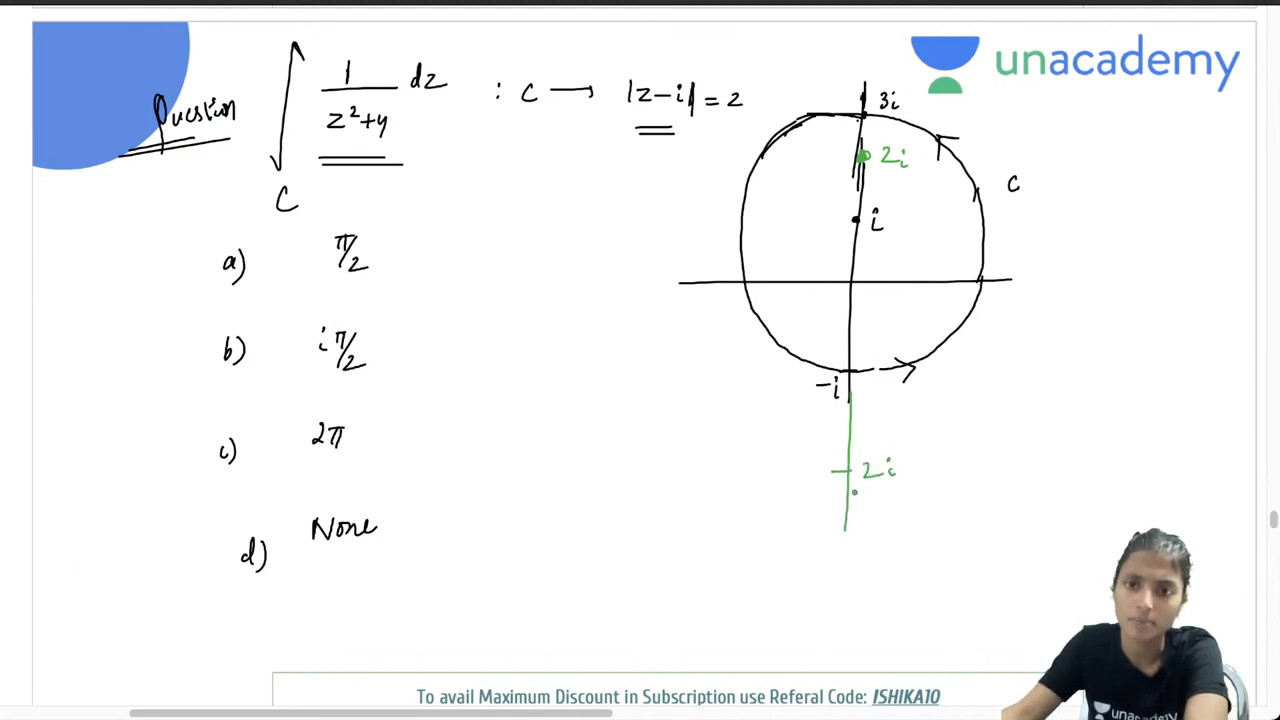 unacademy
Question ∫ 1/(z²+4) dz : C → |z-i| = 2
C
3i
2i
C
i
a) π/2
b) iπ/2
-i
c) 2π
2i
d) None
unacademy
To avail Maximum Discount in Subscription use Referal Code: ISHIKA10